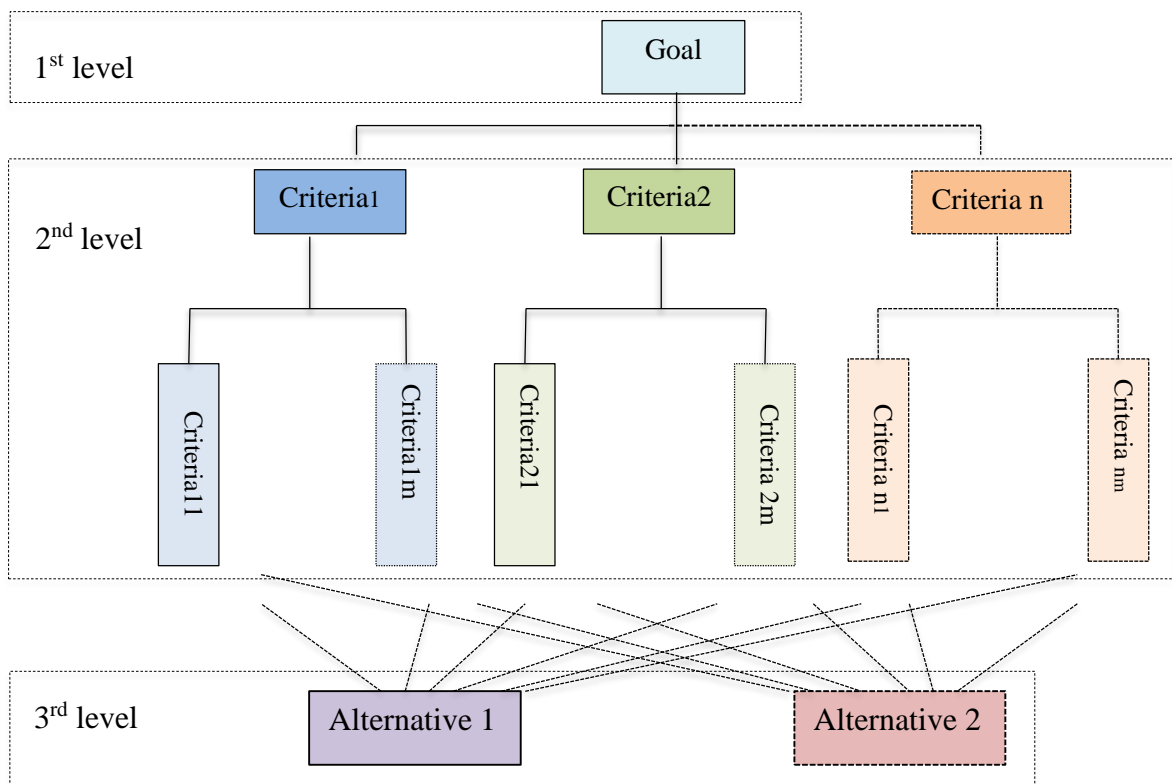 Goal
1st level
Criteria1
Criteria2
Criteria n
2nd level
Criteria11
Criteria1m
Criteria21
Criteria 2m
Criteria n1
Criteria nm
Alternative 1
Alternative 2
3rd level